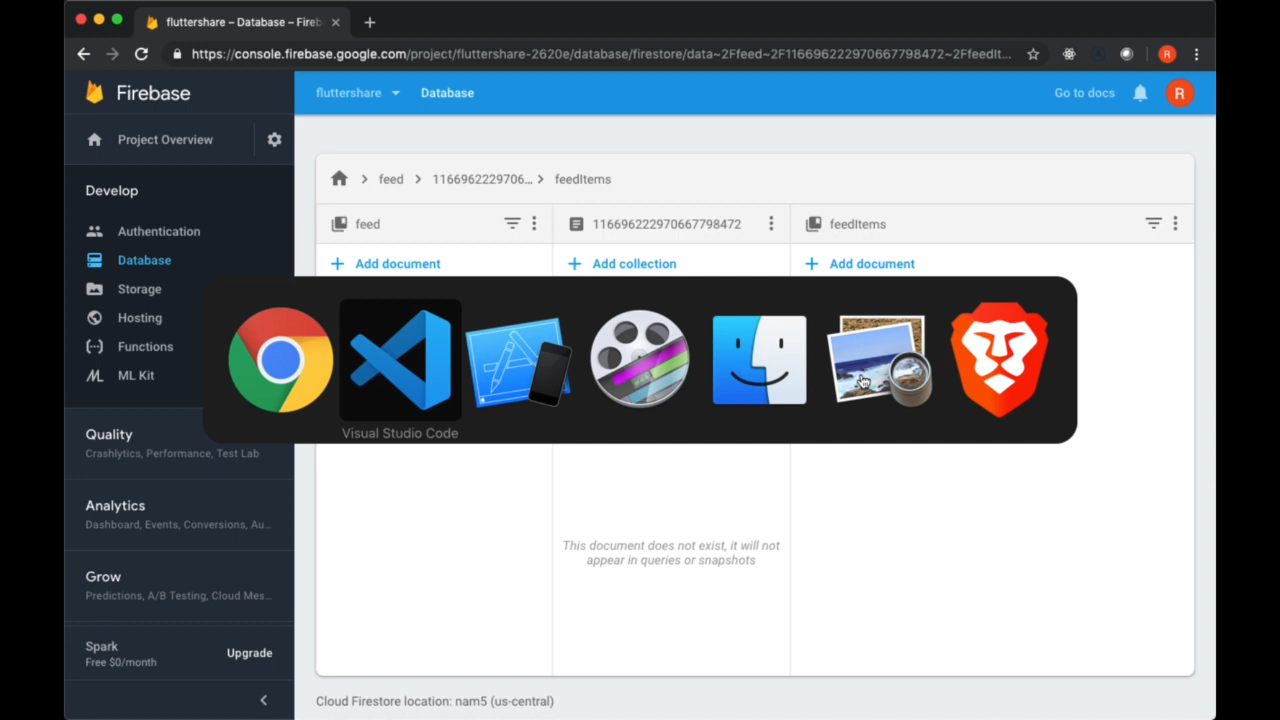 fluttershare – Database – Fireb
https://console.firebase.google.com/project/fluttershare-2620e/database/firestore/data~2Ffeed~2F116696222970667798472~2FfeedIt...
R
Firebase
fluttershare
Database
Go to docs
R
Project Overview
Develop
Authentication
Database
Storage
Hosting
Functions
ML Kit
Quality
Crashlytics, Performance, Test Lab
Analytics
Dashboard, Events, Conversions, Au...
Grow
Predictions, A/B Testing, Cloud Mes...
Spark
Free $0/month
Upgrade
feed
1166962229706...
feedItems
feed
116696222970667798472
feedItems
Add document
Add collection
Add document
Visual Studio Code
This document does not exist, it will not
appear in queries or snapshots
Cloud Firestore location: nam5 (us-central)